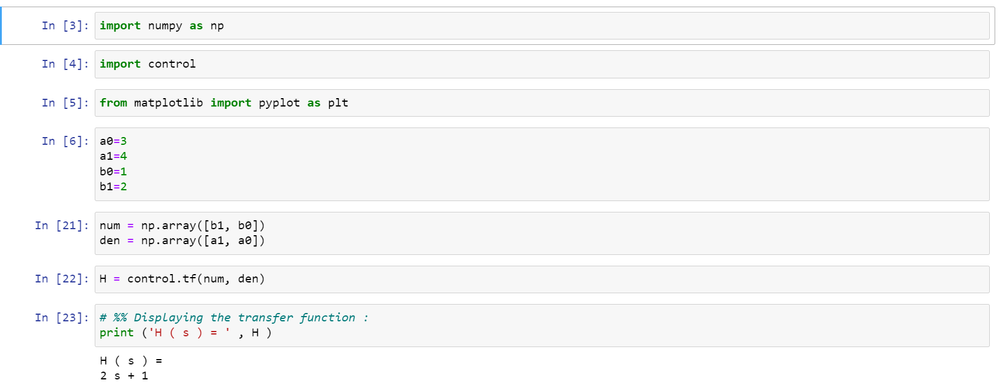 In [3]: import numpy as np
In [4]: import control
In [5]: from matplotlib import pyplot as plt
In [6]: a0=3
a1=4
b0=1
b1=2
In [21]: num = np.array([b1, b0])
den = np.array([a1, a0])
In [22]: H = control.tf(num, den)
In [23]: # %% Displaying the transfer function :
print ('H ( s ) = ' , H )
H ( s ) =
2 s + 1